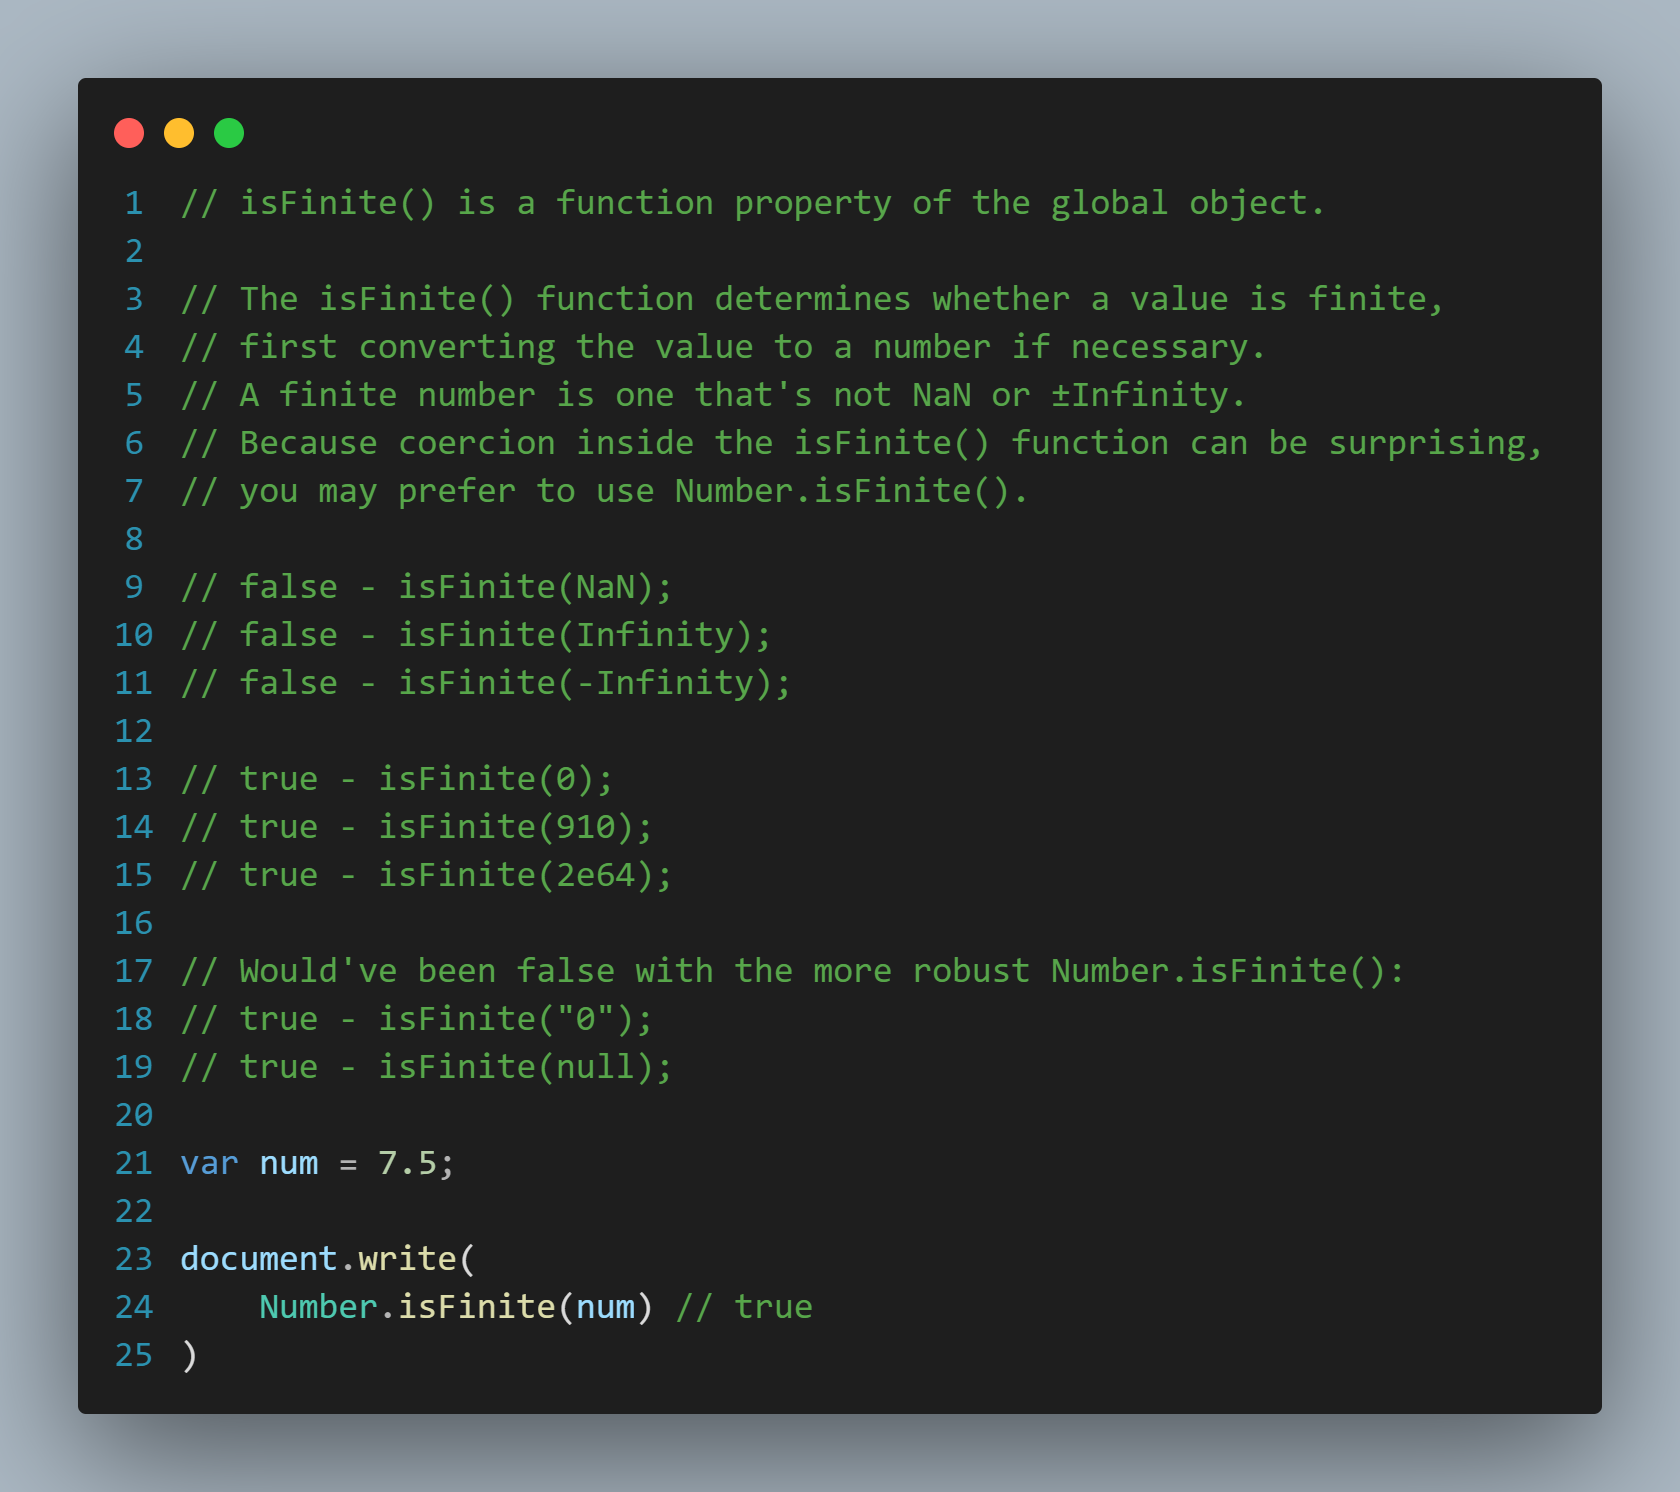 1 // isFinite() is a function property of the global object.
2
3 // The isFinite() function determines whether a value is finite,
4 // first converting the value to a number if necessary.
5 // A finite number is one that's not NaN or ±Infinity.
6 // Because coercion inside the isFinite() function can be surprising,
7 // you may prefer to use Number.isFinite().
8
9 // false - isFinite(NaN);
10 // false - isFinite(Infinity);
11 // false - isFinite(-Infinity);
12
13 // true - isFinite(0);
14 // true - isFinite(910);
15 // true - isFinite(2e64);
16
17 // Would've been false with the more robust Number.isFinite():
18 // true - isFinite("0");
19 // true - isFinite(null);
20
21 var num = 7.5;
22
23 document.write(
24     Number.isFinite(num) // true
25 )